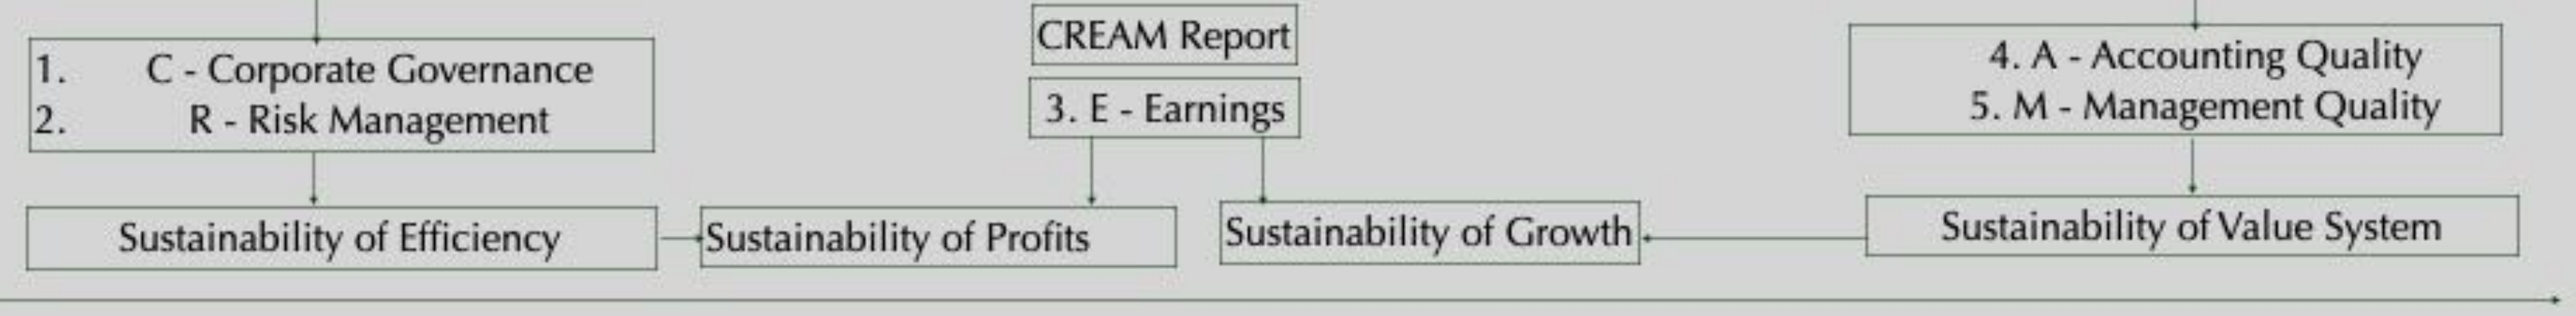 CREAM Report
1. C - Corporate Governance
2. R - Risk Management
3. E - Earnings
4. A - Accounting Quality
5. M - Management Quality
Sustainability of Efficiency
Sustainability of Profits
Sustainability of Growth
Sustainability of Value System